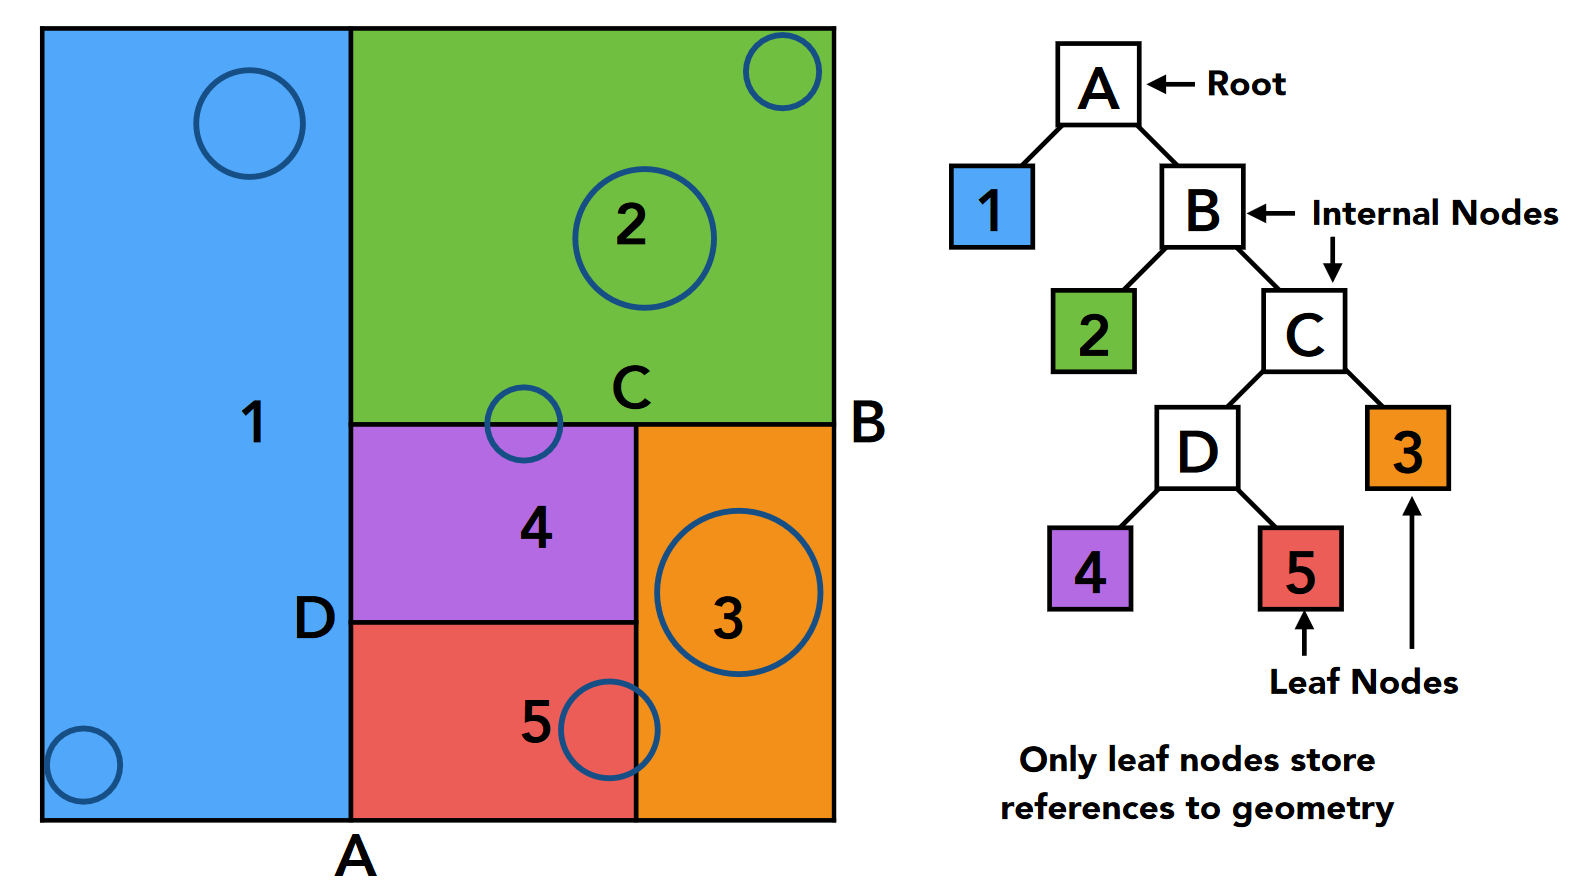 1
2
C
B
4
D
3
5
A
A
Root
1
B
Internal Nodes
2
C
D
3
4
5
Leaf Nodes
Only leaf nodes store
references to geometry